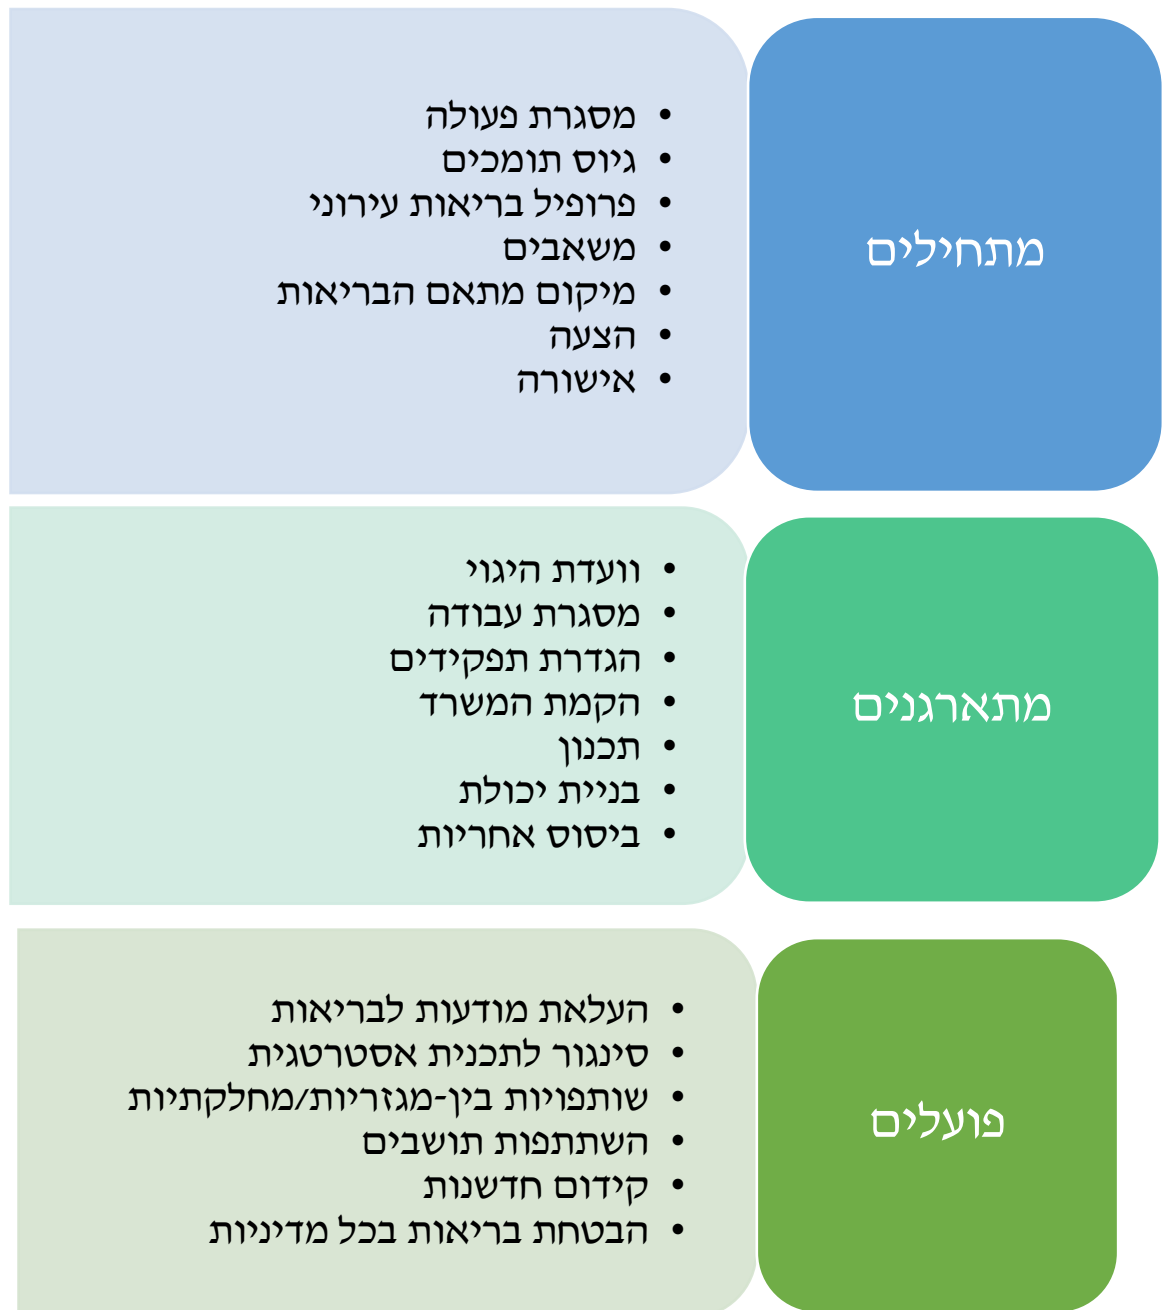 מתחילים
• מסגרת פעולה
• גיוס תומכים
• פרופיל בריאות עירוני
• משאבים
• מיקום מתאם הבריאות
• הצעה
• אישורה
מתארגנים
• וועדת היגוי
• מסגרת עבודה
• הגדרת תפקידים
• הקמת המשרד
• תכנון
• בניית יכולת
• ביסוס אחריות
פועלים
• העלאת מודעות לבריאות
• סינגור לתכנית אסטרטגית
• שותפויות בין-מגזריות/מחלקתיות
• השתתפות תושבים
• קידום חדשנות
• הבטחת בריאות בכל מדיניות